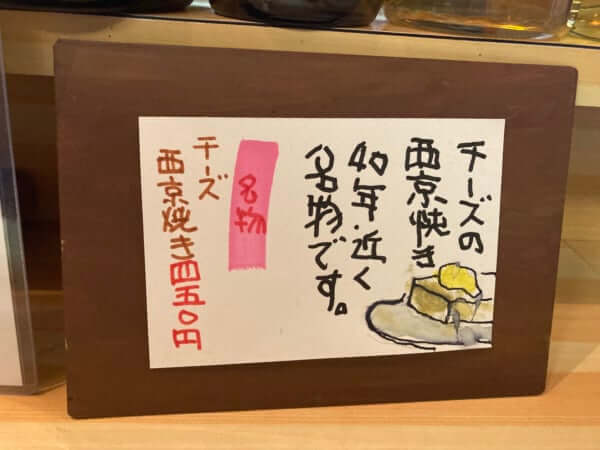 チーズの
西京焼き
40年近く
名物です。
名物
チーズ
西京焼き四五〇円